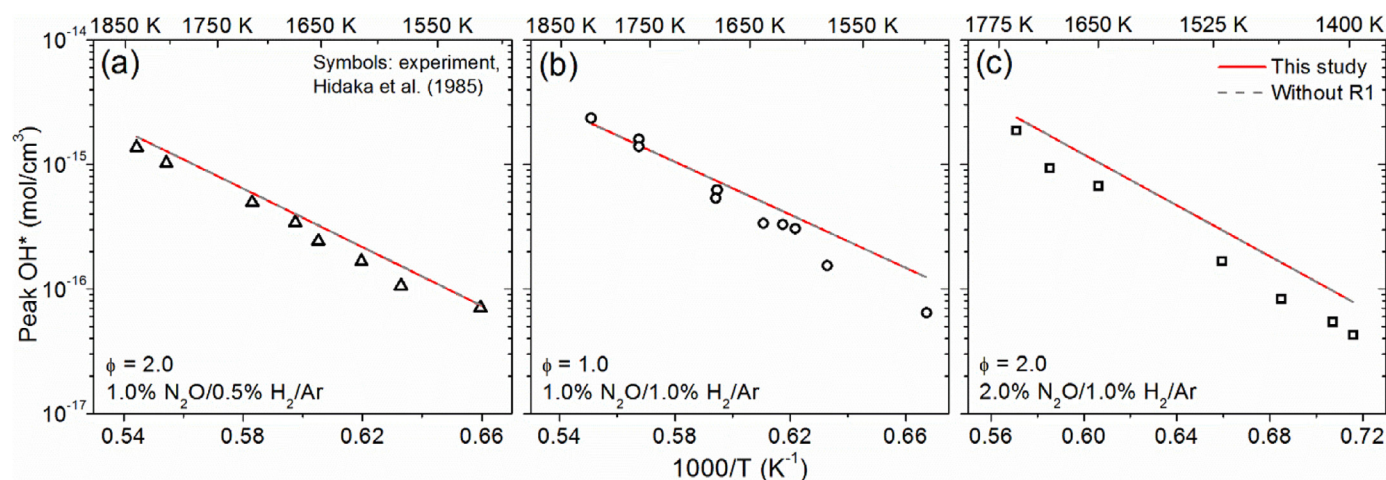 1850 K 1750 K 1650 K 1550 K
1850 K 1750 K 1650 K 1550 K
1775 K 1650 K 1525 K 1400 K
10⁻¹⁴
10⁻¹⁵
10⁻¹⁶
10⁻¹⁷
Peak OH* (mol/cm³)
(a)
Symbols: experiment,
Hidaka et al. (1985)
ϕ = 2.0
1.0% N₂O/0.5% H₂/Ar
0.54 0.58 0.62 0.66
(b)
ϕ = 1.0
1.0% N₂O/1.0% H₂/Ar
0.54 0.58 0.62 0.66
(c)
This study
Without R1
ϕ = 2.0
2.0% N₂O/1.0% H₂/Ar
0.56 0.60 0.64 0.68 0.72
1000/T (K⁻¹)